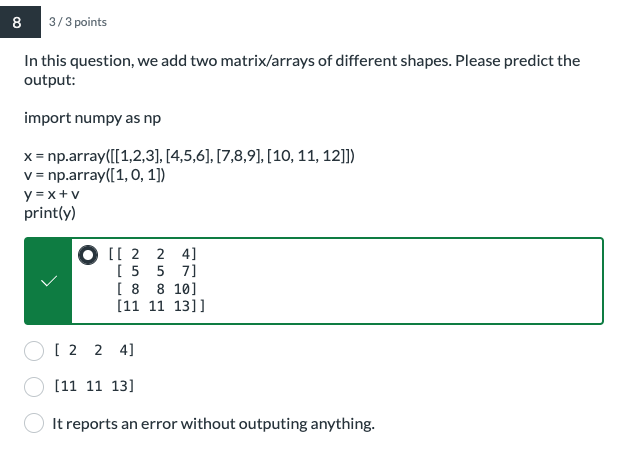 8 3 / 3 points
In this question, we add two matrix/arrays of different shapes. Please predict the
output:
import numpy as np
x = np.array([[1,2,3], [4,5,6], [7,8,9], [10, 11, 12]])
v = np.array([1, 0, 1])
y = x + v
print(y)
[[ 2  2  4]
[ 5  5  7]
[ 8  8 10]
[11 11 13]]
[ 2  2  4]
[11 11 13]
It reports an error without outputing anything.